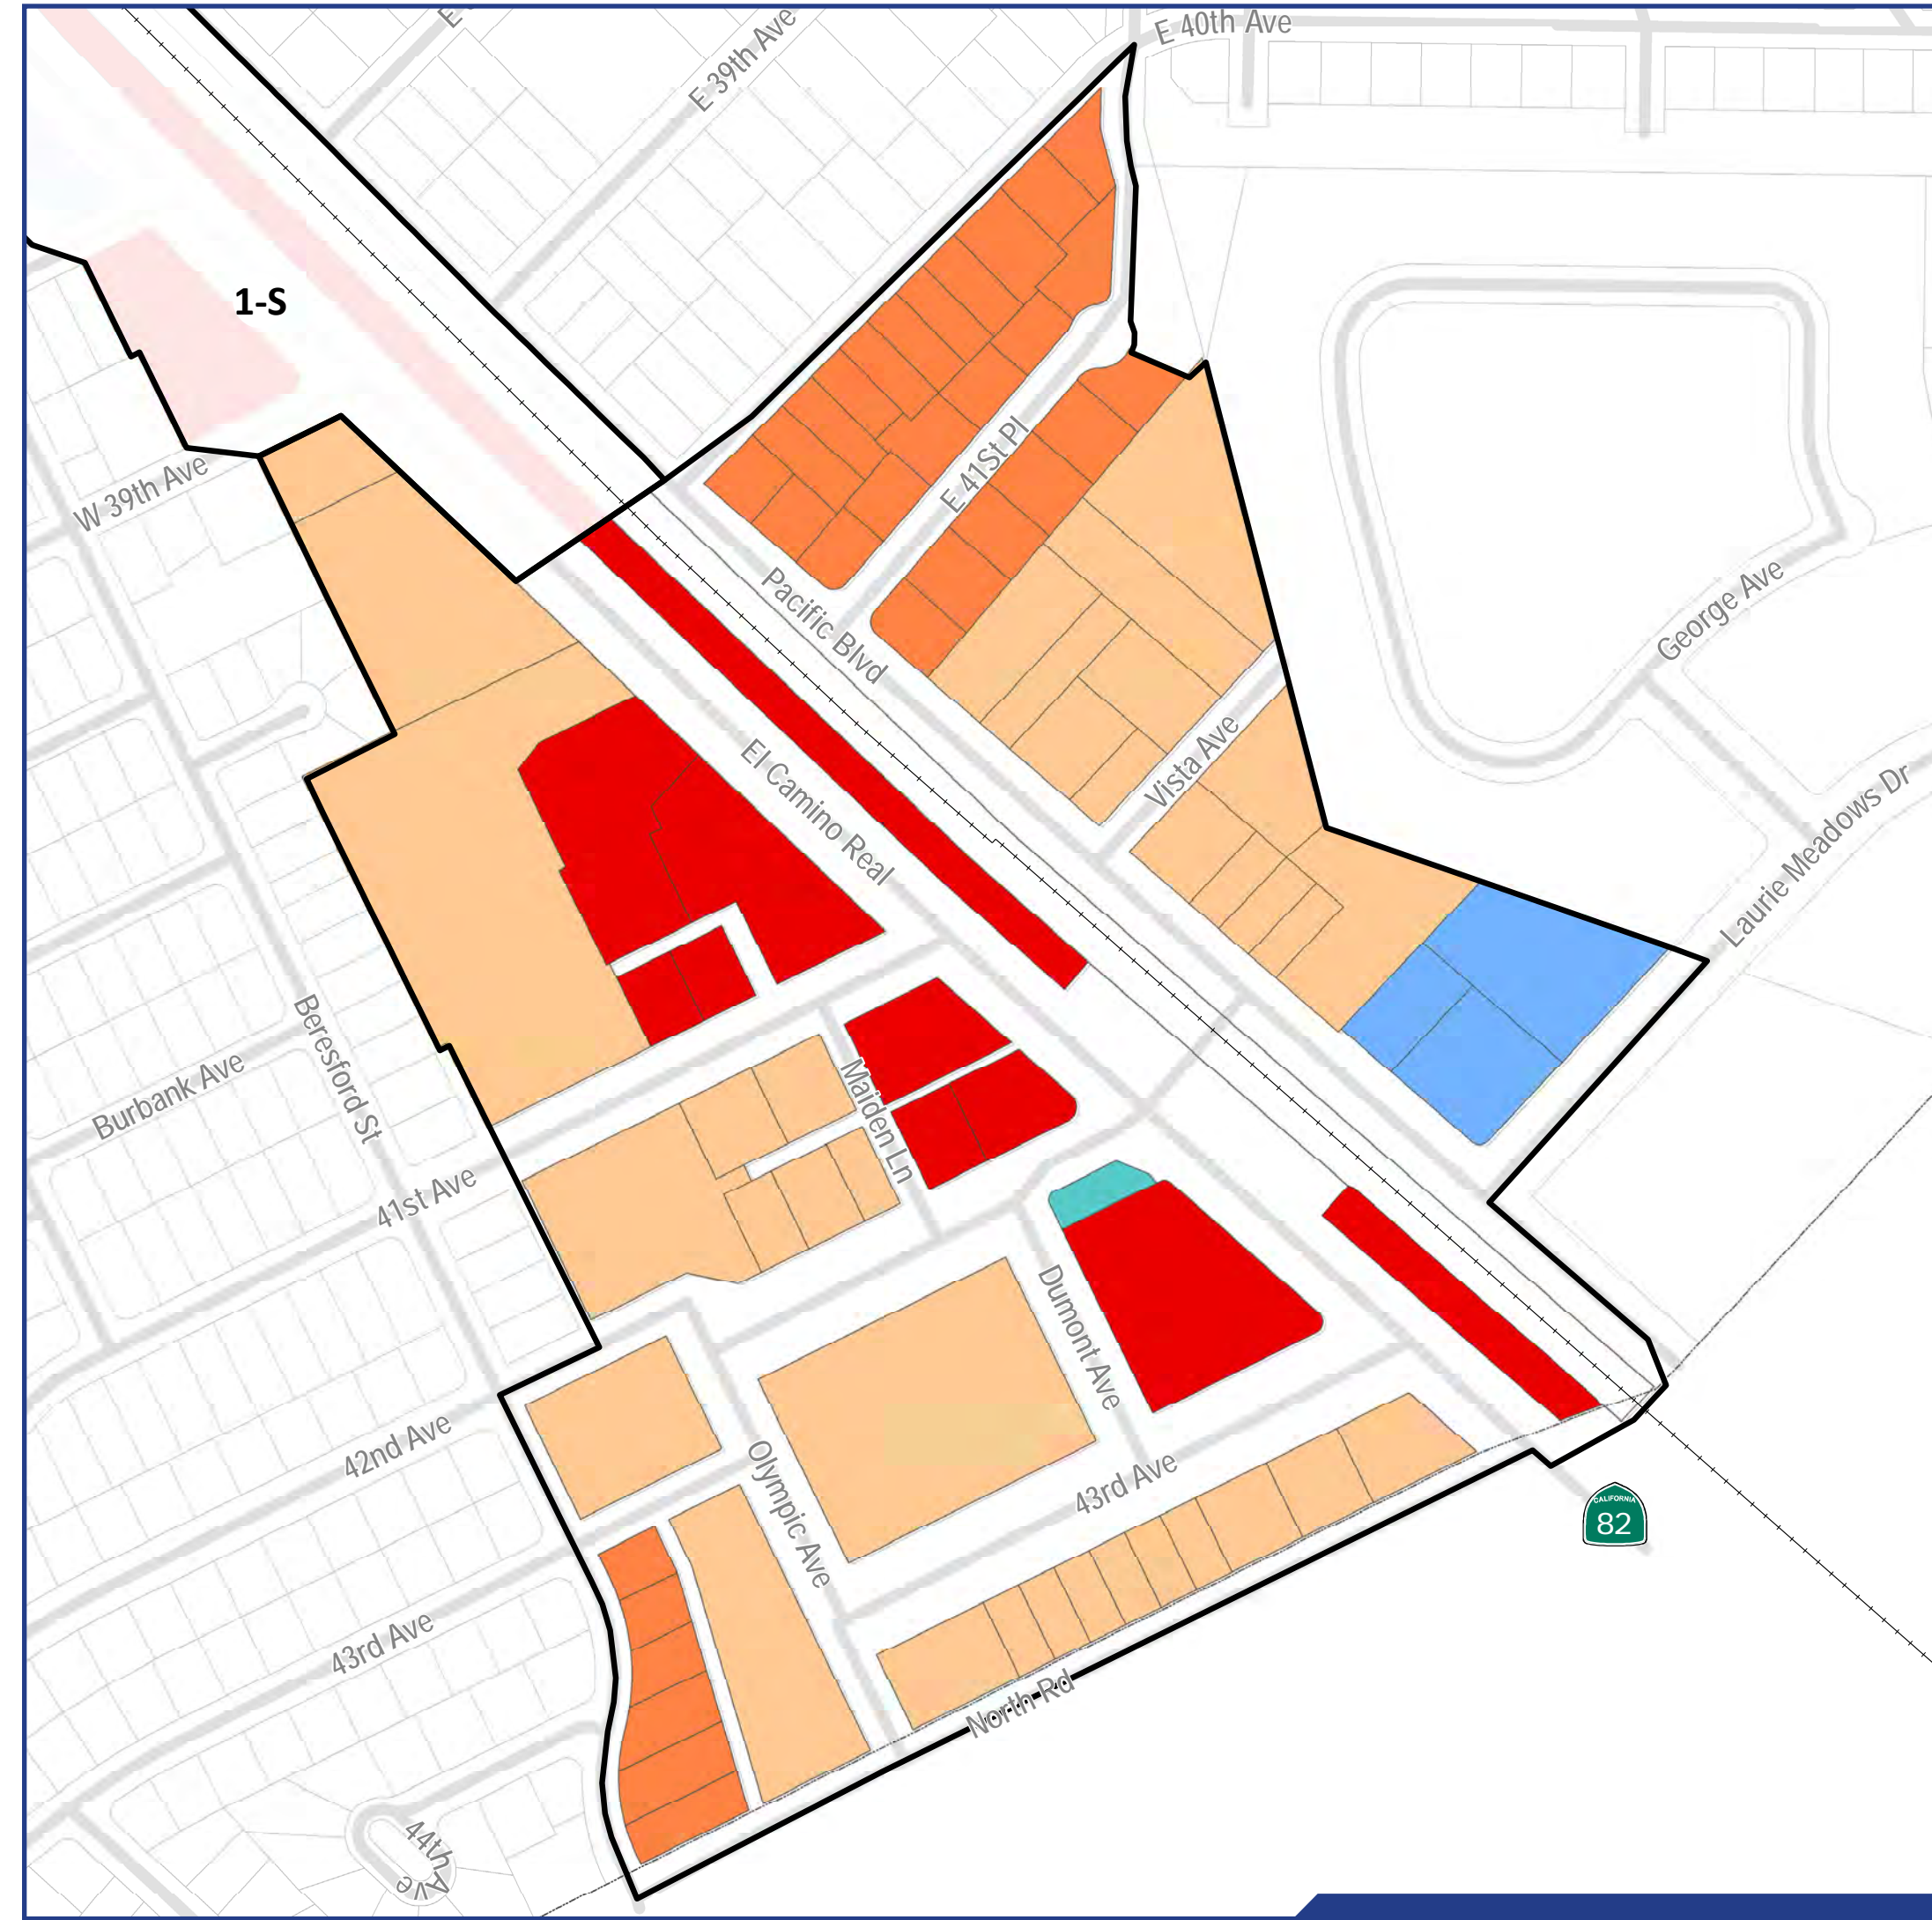 E 40th Ave
E 39th Ave
E
1-S
W 39th Ave
E 41St Pl
Pacific Blvd
George Ave
El Camino Real
Vista Ave
Laurie Meadows Dr
Beresford St
Burbank Ave
Maiden Ln
41st Ave
Dumont Ave
42nd Ave
Olympic Ave
43rd Ave
CALIFORNIA
82
43rd Ave
North Rd
44th
Ave